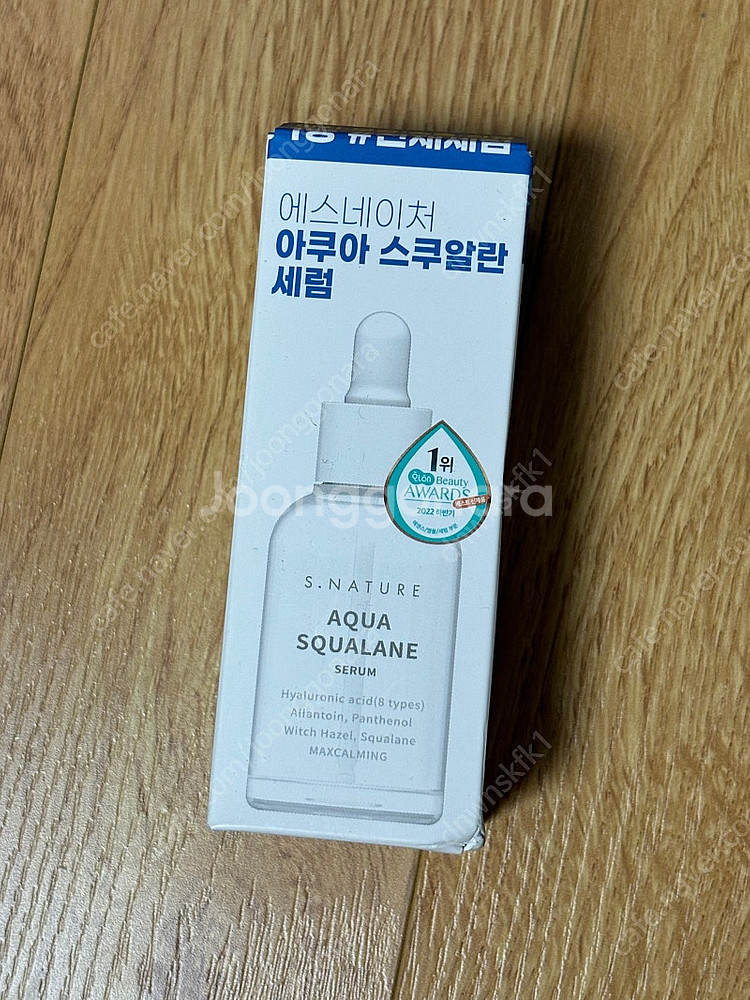 에스네이처
아쿠아 스쿠알란
세럼
1위
Beauty
AWARDS
2022 하반기
S.NATURE
AQUA
SQUALANE
SERUM
Hyaluronic acid(8 types)
Allantoin, Panthenol
Witch Hazel, Squalane
MAXCALMING
Joonggonara